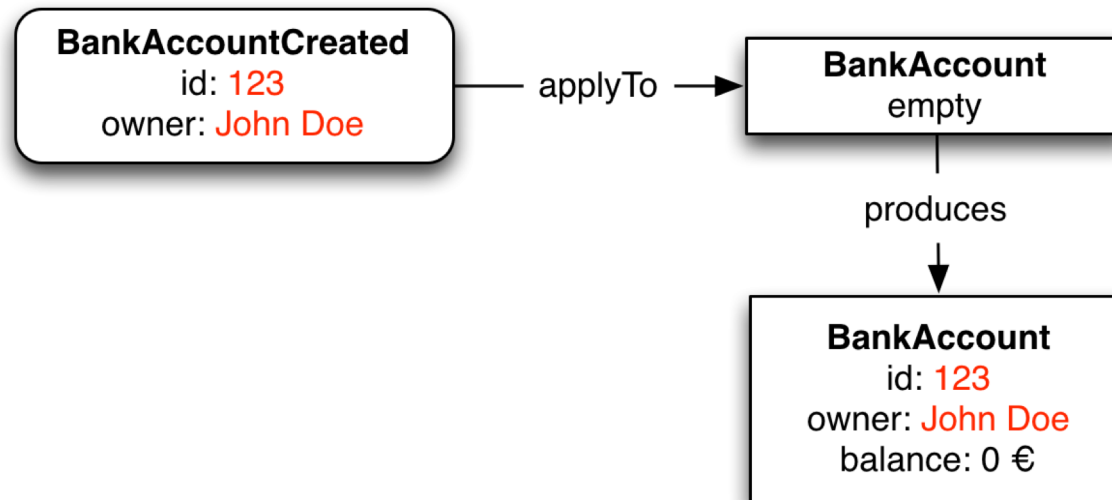 BankAccountCreated
id: 123
owner: John Doe
applyTo
BankAccount
empty
produces
BankAccount
id: 123
owner: John Doe
balance: 0 €